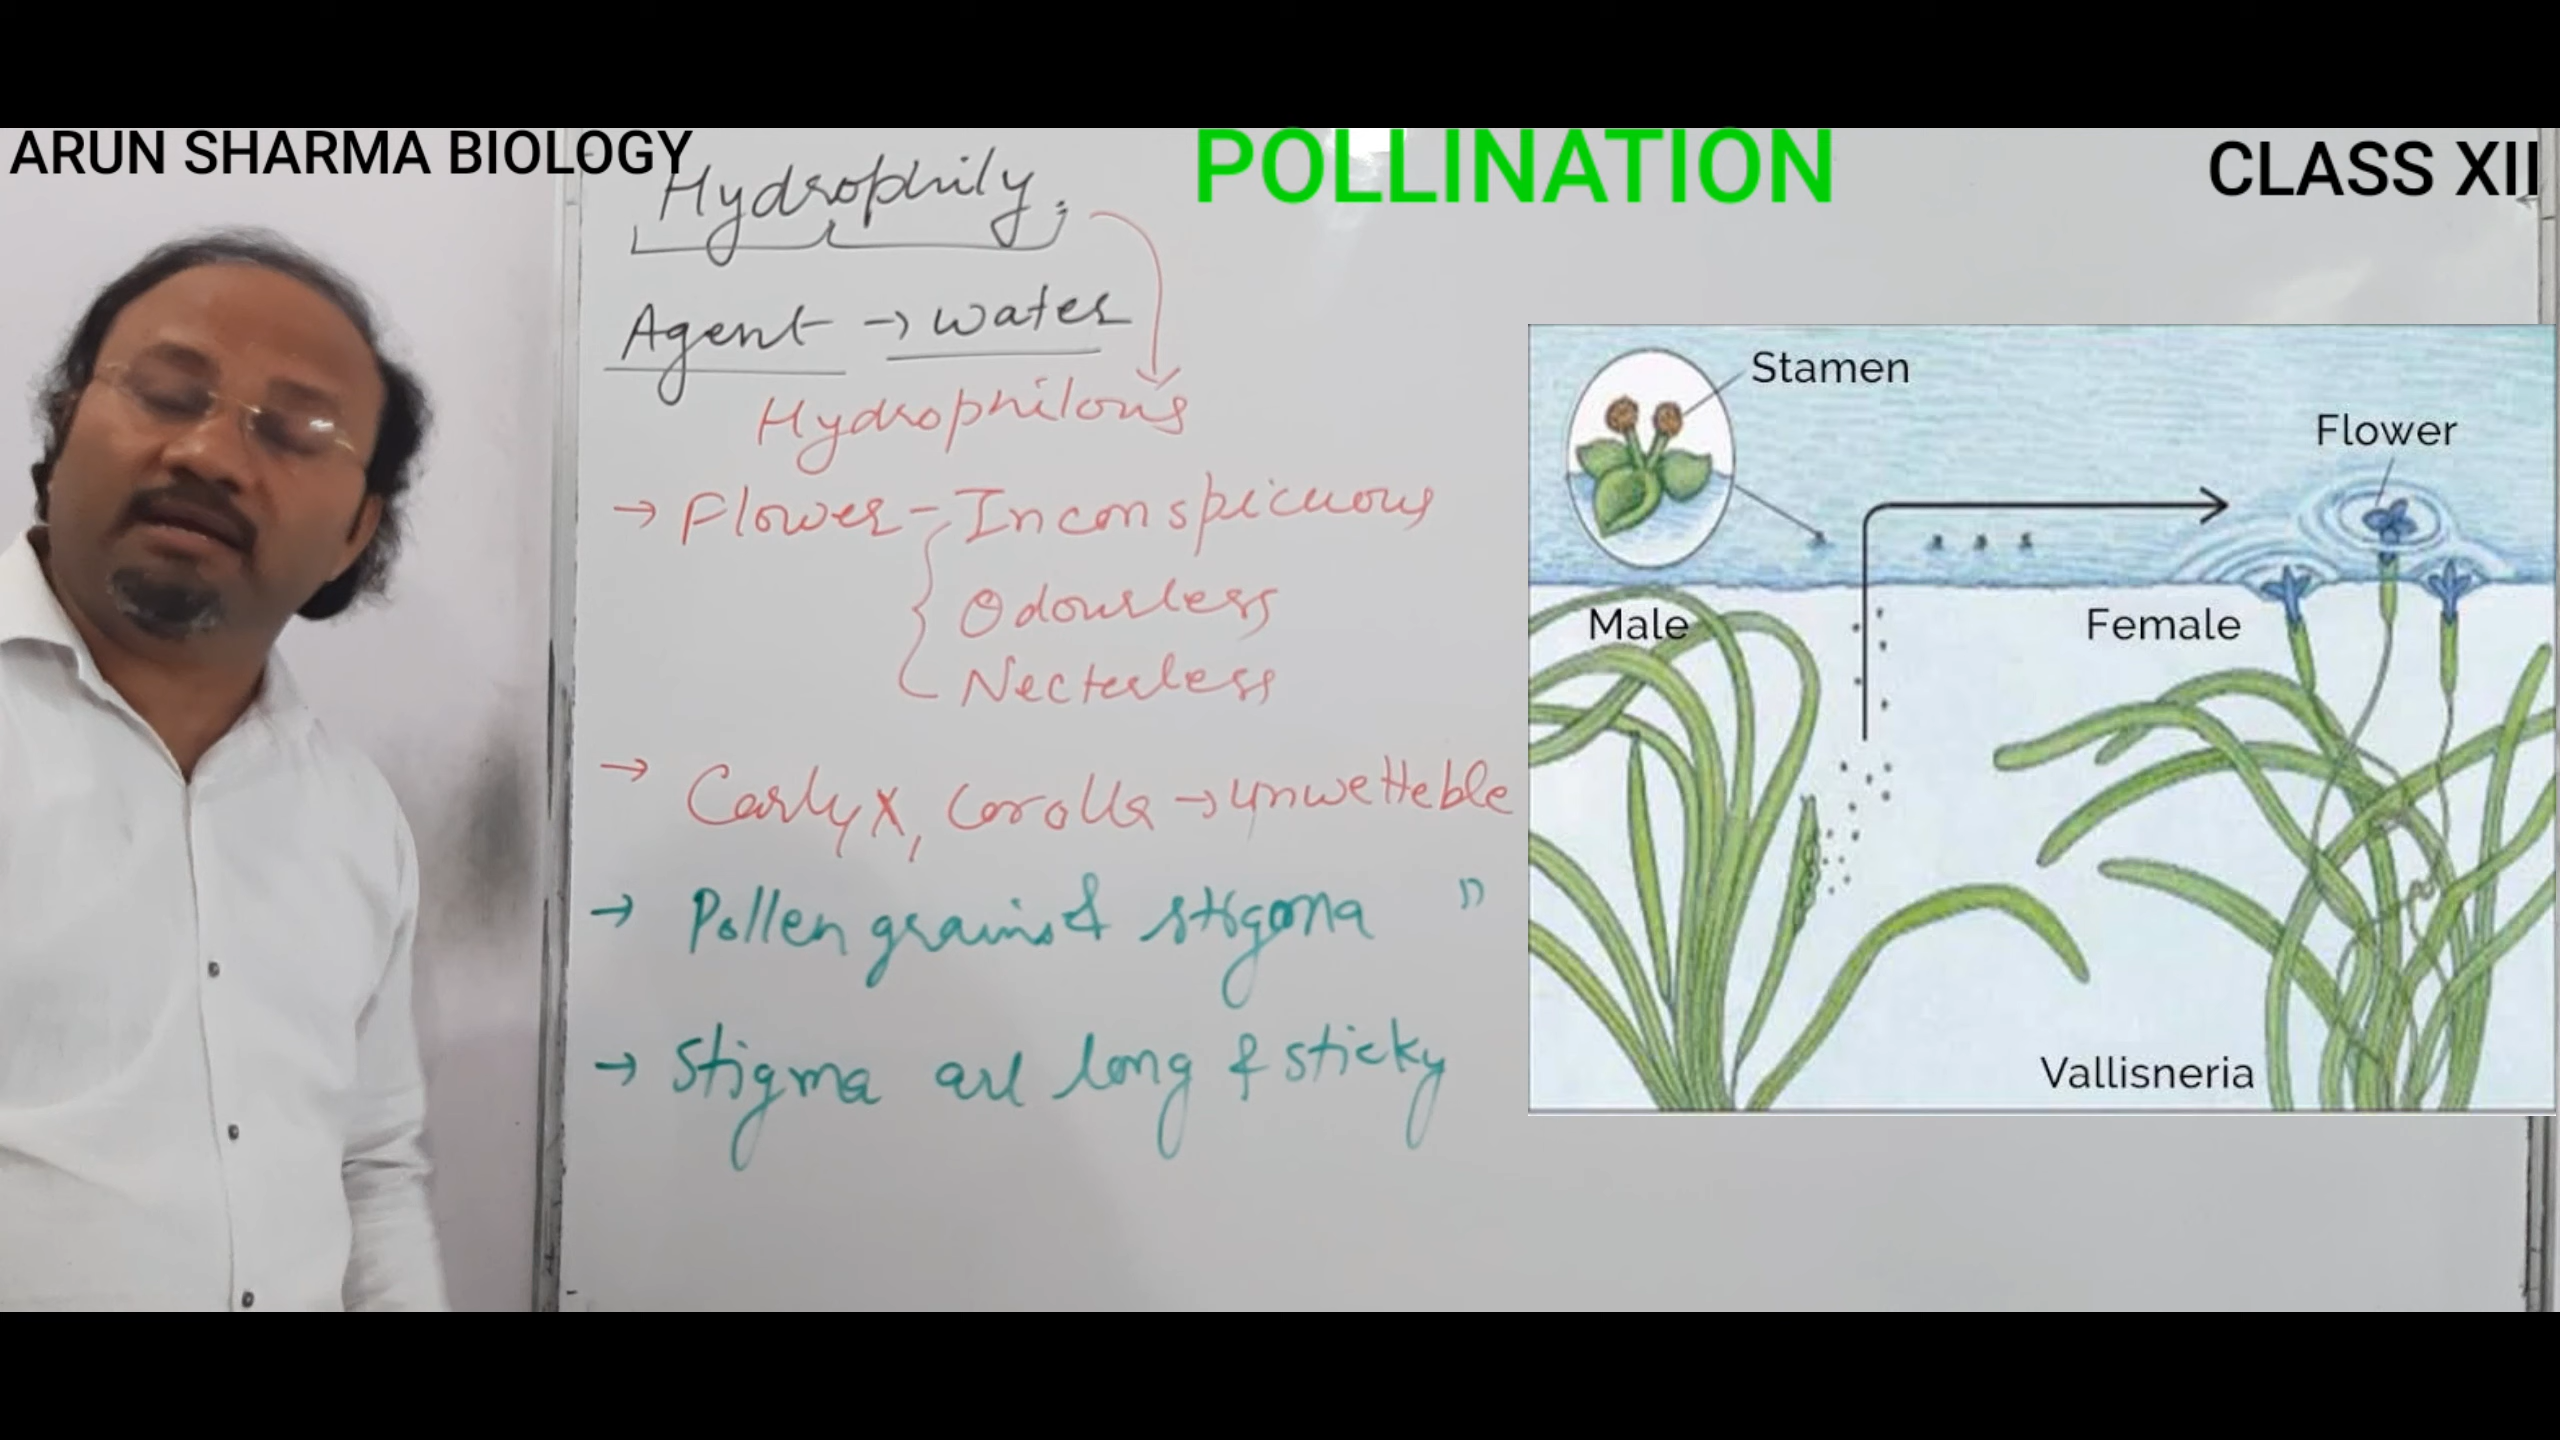 ARUN SHARMA BIOLOGY
POLLINATION
CLASS XII
Hydrophily :
Agent → water
Hydrophilous
→ Flower - Inconspicuous
Odourless
Necterless
→ Carlyx, Corolla → unwetteble
→ Pollen grains & stigma "
→ Stigma are long & sticky
Stamen
Flower
Male
Female
Vallisneria